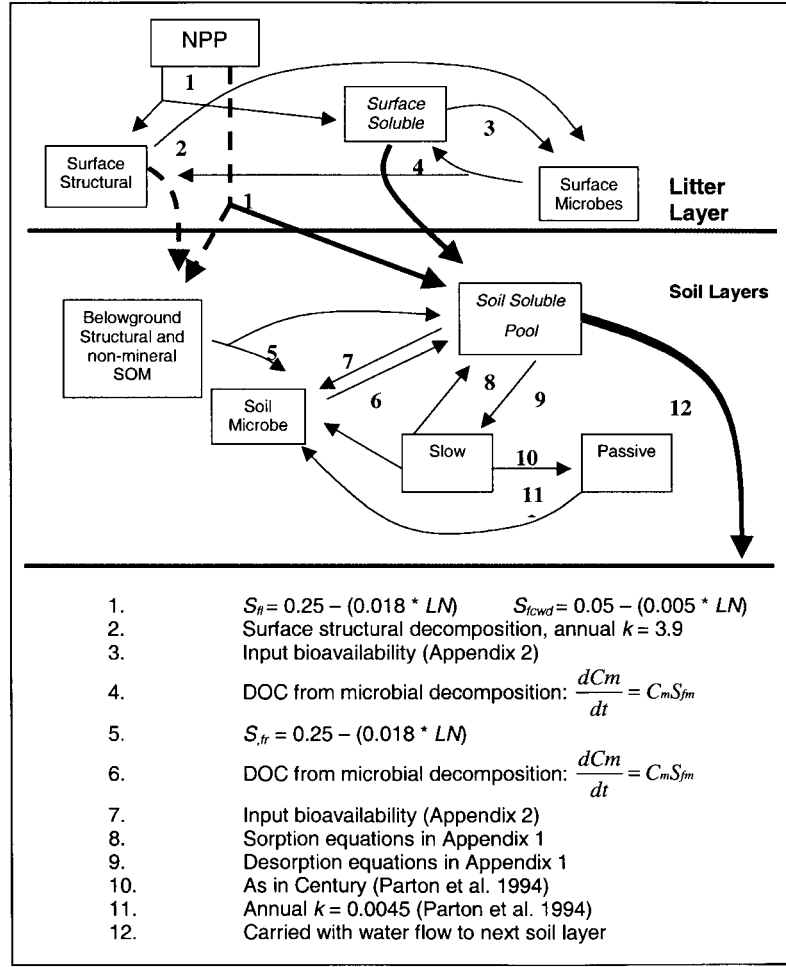 NPP
1
Surface
Soluble
3
2
4
Surface
Structural
Surface
Microbes
Litter
Layer
1
Soil Layers
Soil Soluble
Pool
Belowground
Structural and
non-mineral
SOM
5
7
6
8
9
12
Soil
Microbe
Slow
10
Passive
11
1. S_fl = 0.25 – (0.018 * LN) S_fcwd = 0.05 – (0.005 * LN)
2. Surface structural decomposition, annual k = 3.9
3. Input bioavailability (Appendix 2)
4. DOC from microbial decomposition: dCm/dt = CmSfm
5. S,fr = 0.25 – (0.018 * LN)
6. DOC from microbial decomposition: dCm/dt = CmSfm
7. Input bioavailability (Appendix 2)
8. Sorption equations in Appendix 1
9. Desorption equations in Appendix 1
10. As in Century (Parton et al. 1994)
11. Annual k = 0.0045 (Parton et al. 1994)
12. Carried with water flow to next soil layer